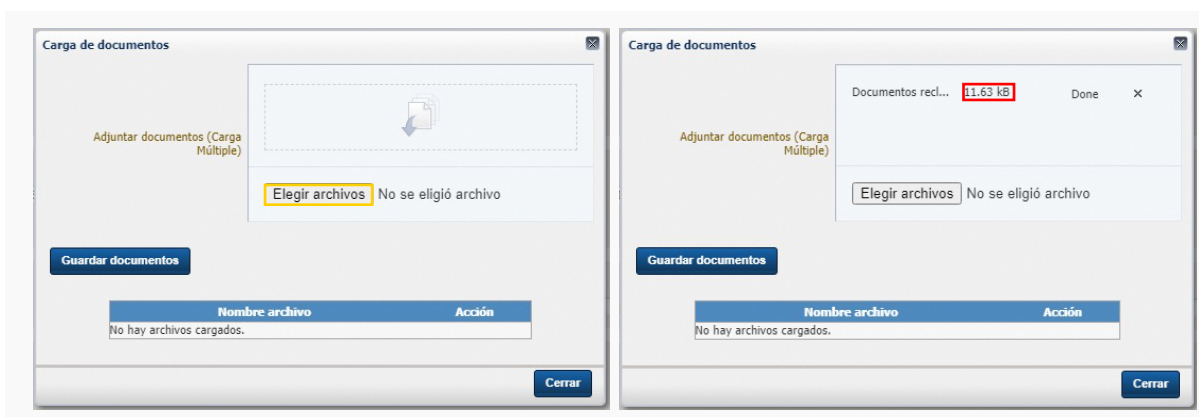 Carga de documentos
Adjuntar documentos (Carga
Múltiple)
Elegir archivos No se eligió archivo
Guardar documentos
Nombre archivo Acción
No hay archivos cargados.
Cerrar
Carga de documentos
Documentos recl... 11.63 kB Done ×
Adjuntar documentos (Carga
Múltiple)
Elegir archivos No se eligió archivo
Guardar documentos
Nombre archivo Acción
No hay archivos cargados.
Cerrar